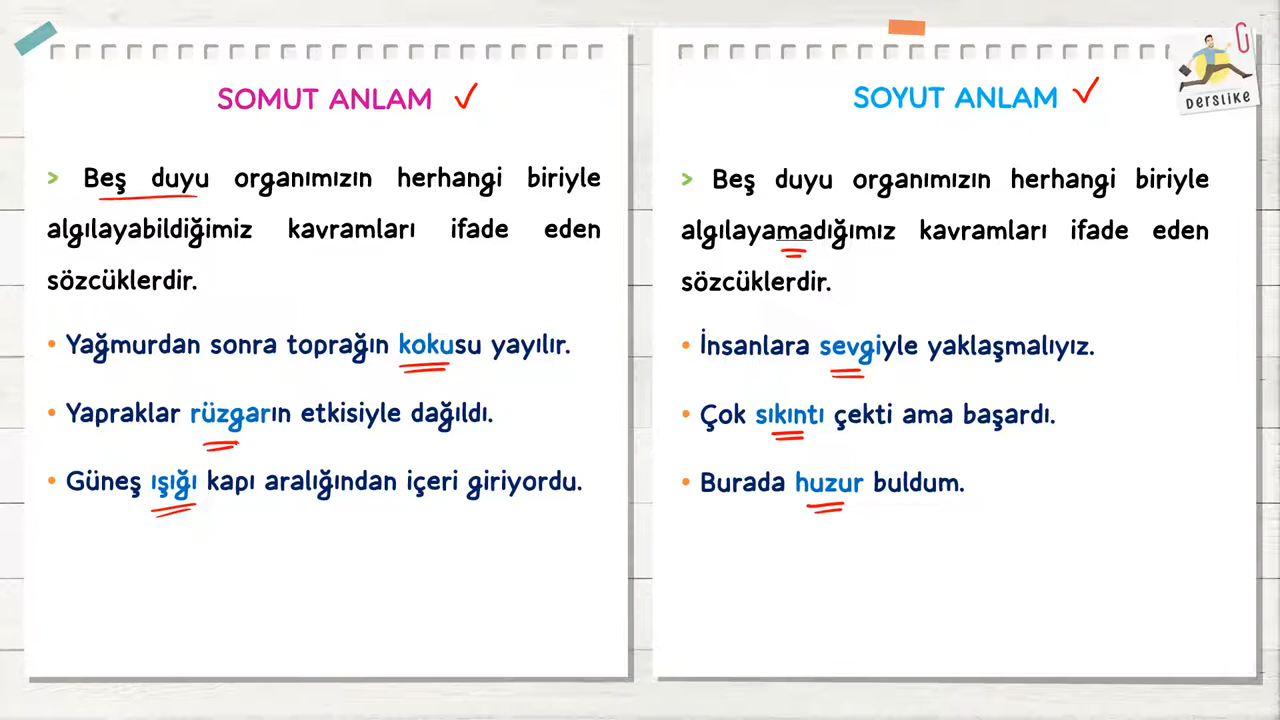 SOMUT ANLAM
> Beş duyu organımızın herhangi biriyle
algılayabildiğimiz kavramları ifade eden
sözcüklerdir.
• Yağmurdan sonra toprağın kokusu yayılır.
• Yapraklar rüzgarın etkisiyle dağıldı.
• Güneş ışığı kapı aralığından içeri giriyordu.
SOYUT ANLAM
> Beş duyu organımızın herhangi biriyle
algılayamadığımız kavramları ifade eden
sözcüklerdir.
• İnsanlara sevgiyle yaklaşmalıyız.
• Çok sıkıntı çekti ama başardı.
• Burada huzur buldum.
DERSLİKE